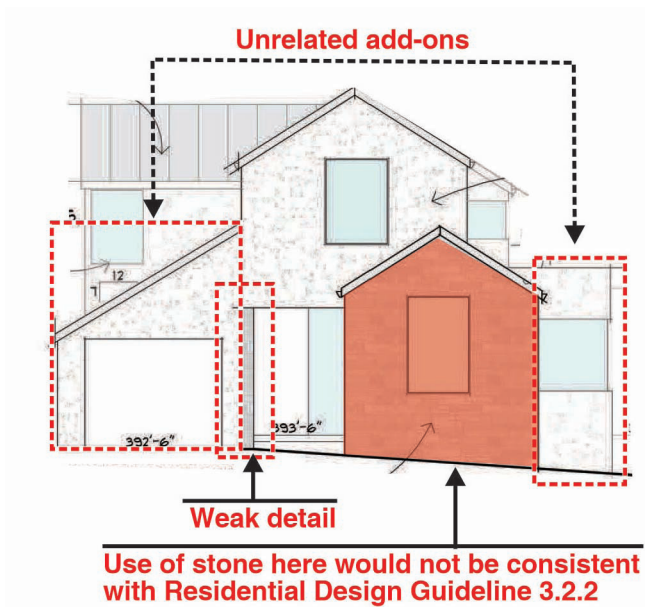 Unrelated add-ons
12
7
392'-6"
393'-6"
Weak detail
Use of stone here would not be consistent
with Residential Design Guideline 3.2.2